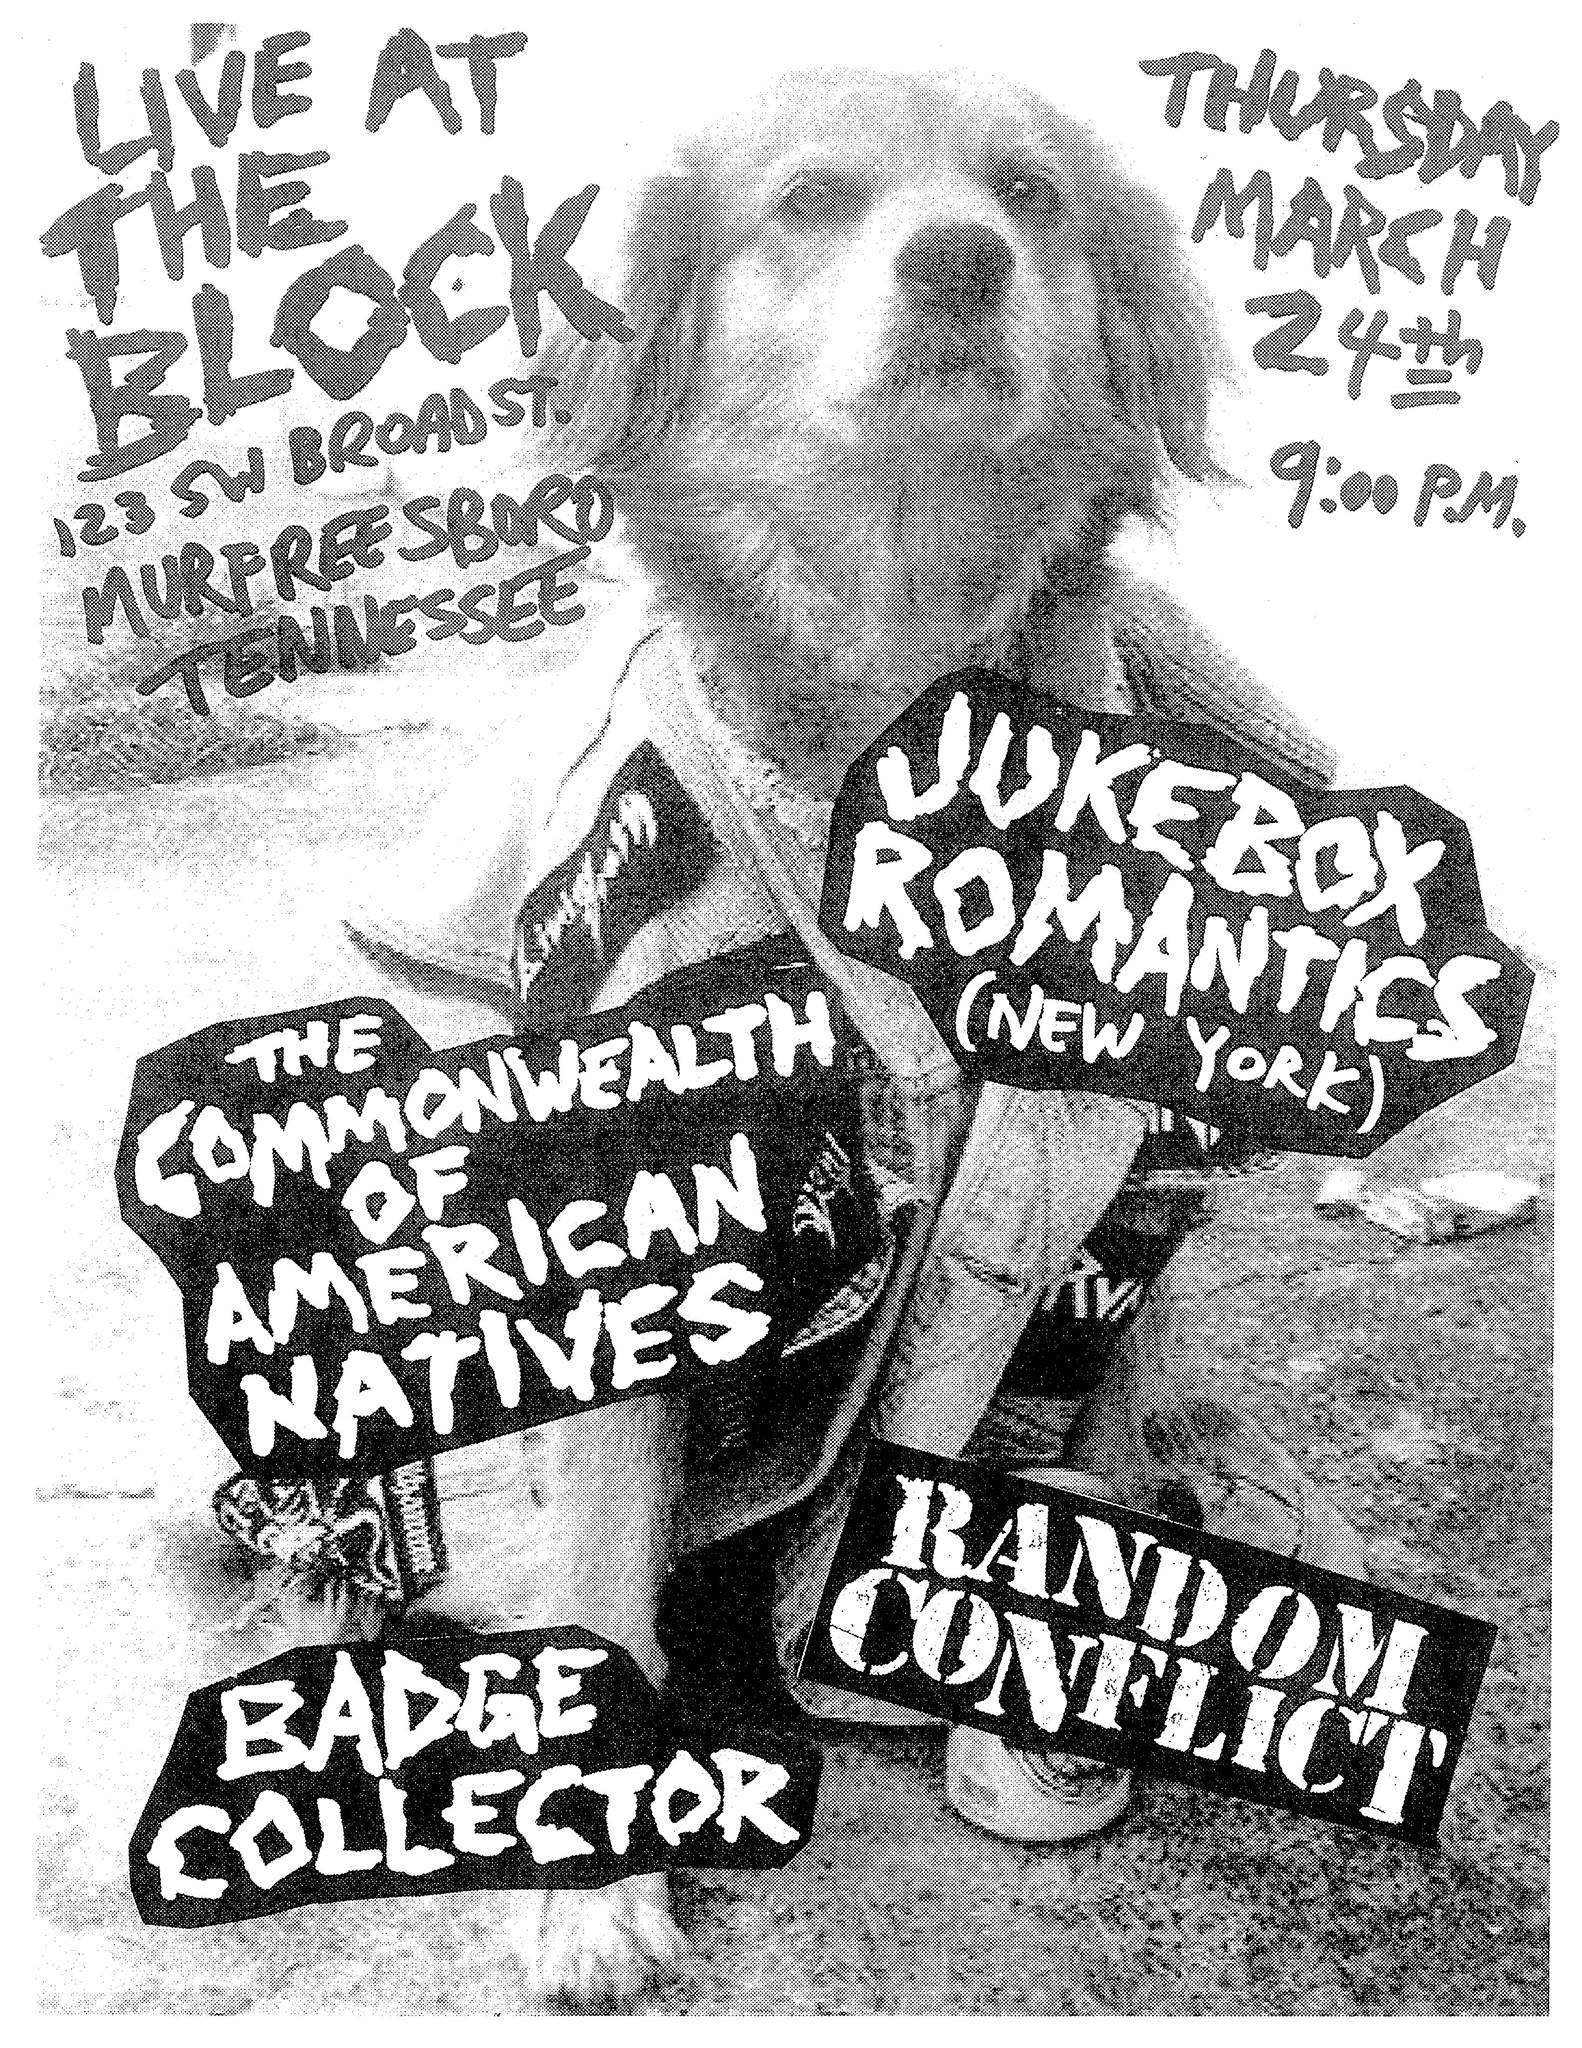 LIVE AT
THE
BLOCK
123 SW BROAD ST.
MURFREESBORO
TENNESSEE
THURSDAY
MARCH
24th
9:00 P.M.
JUKEBOX
ROMANTICS
(NEW YORK)
THE
COMMONWEALTH
OF
AMERICAN
NATIVES
RANDOM
CONFLICT
BADGE
COLLECTOR